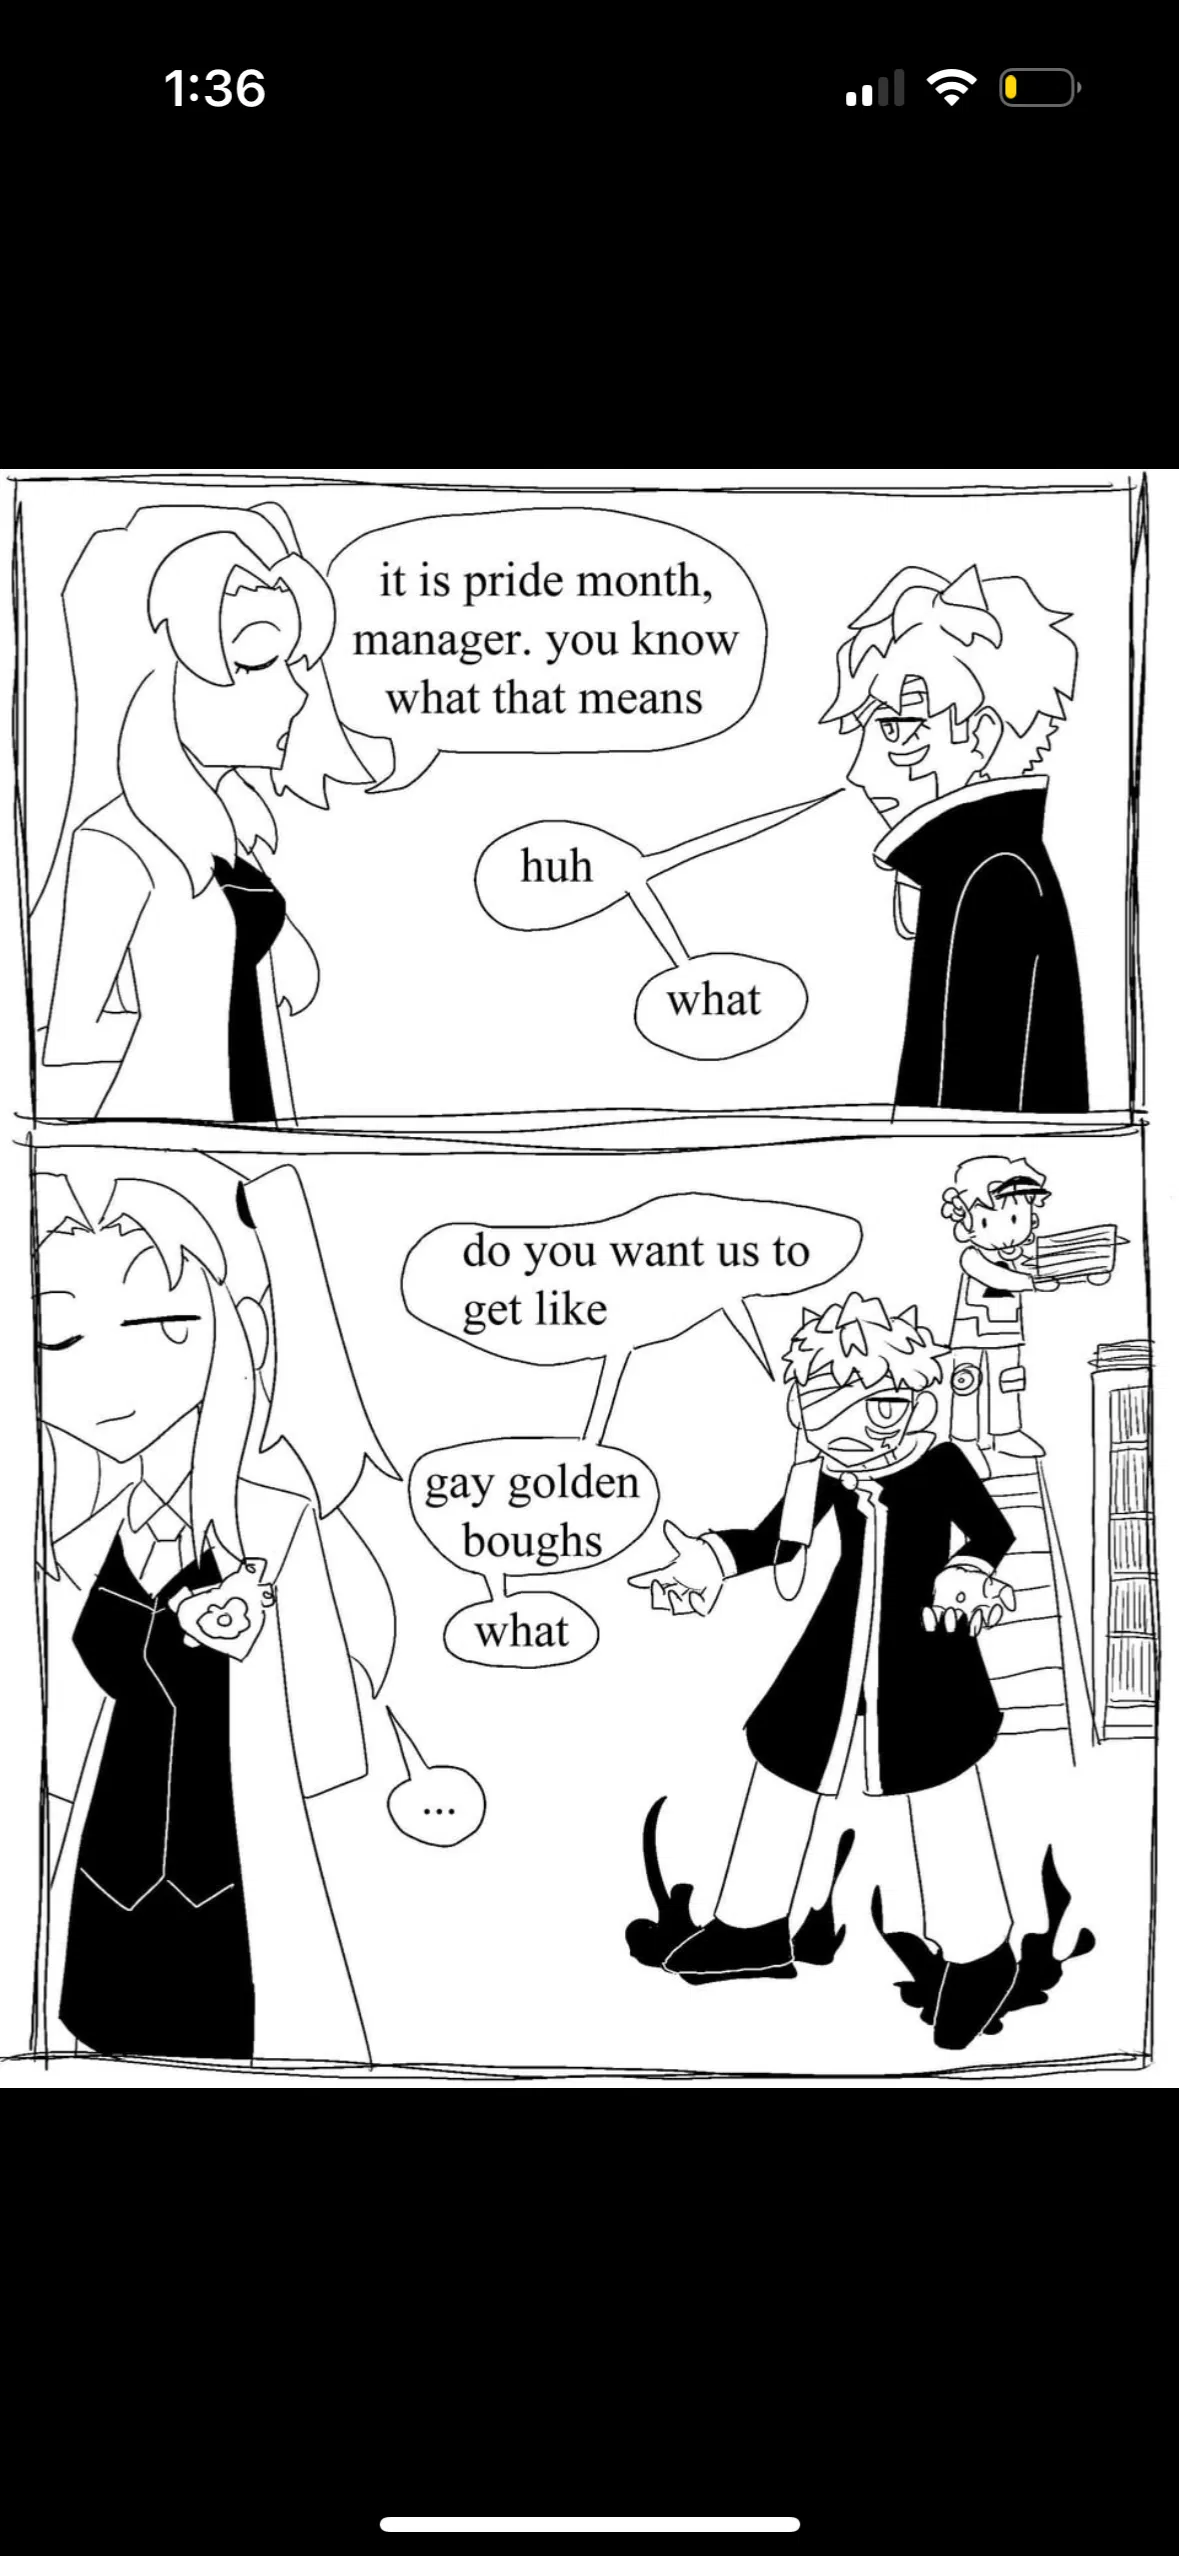 1:36
it is pride month,
manager. you know
what that means
huh
what
do you want us to
get like
gay golden
boughs
what
...